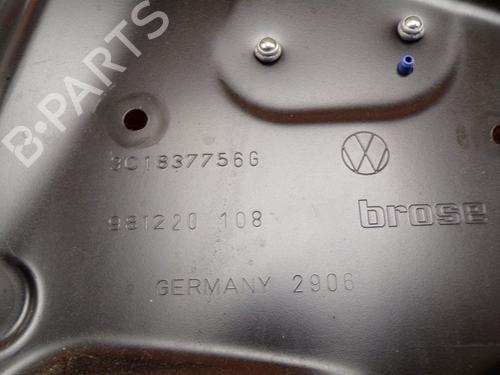 B-PARTS
3C1837756G
981220 108
brose
GERMANY 2906